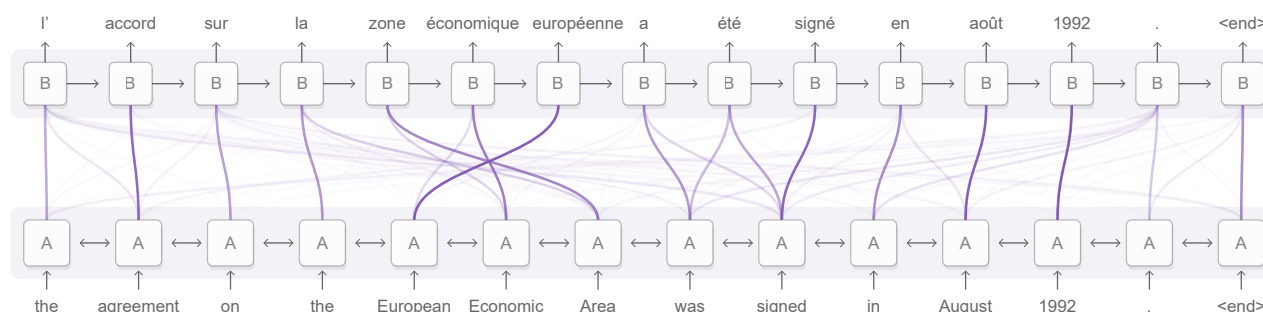 l' accord sur la zone économique européenne a été signé en août 1992 . <end>
B B B B B B B B B B B B B B B
A A A A A A A A A A A A A A
the agreement on the European Economic Area was signed in August 1992 . <end>